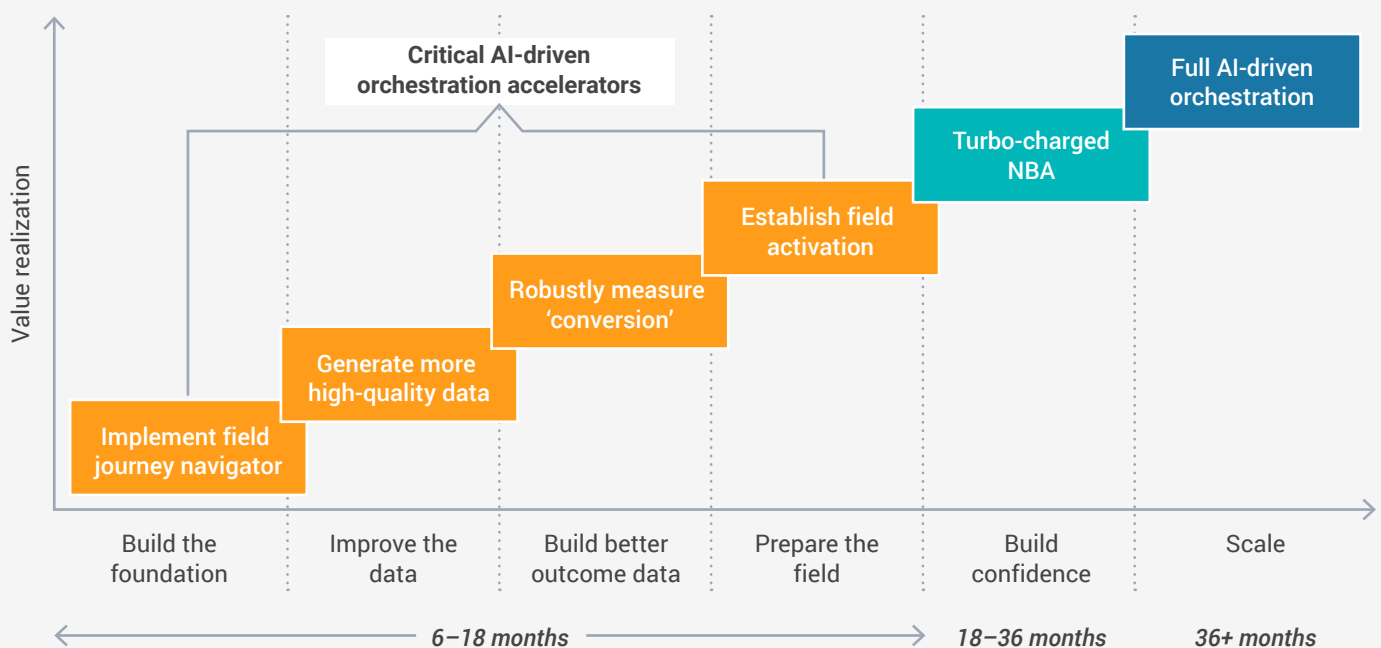 Critical AI-driven
orchestration accelerators
Full AI-driven
orchestration
Turbo-charged
NBA
Establish field
activation
Robustly measure
‘conversion’
Generate more
high-quality data
Implement field
journey navigator
Value realization
Build the
foundation
Improve the
data
Build better
outcome data
Prepare the
field
Build
confidence
Scale
6–18 months
18–36 months
36+ months